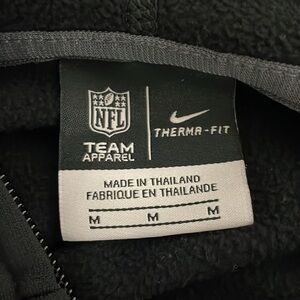 NFL
TEAM
APPAREL
THERMA-FIT
MADE IN THAILAND
FABRIQUE EN THAILANDE
M M M